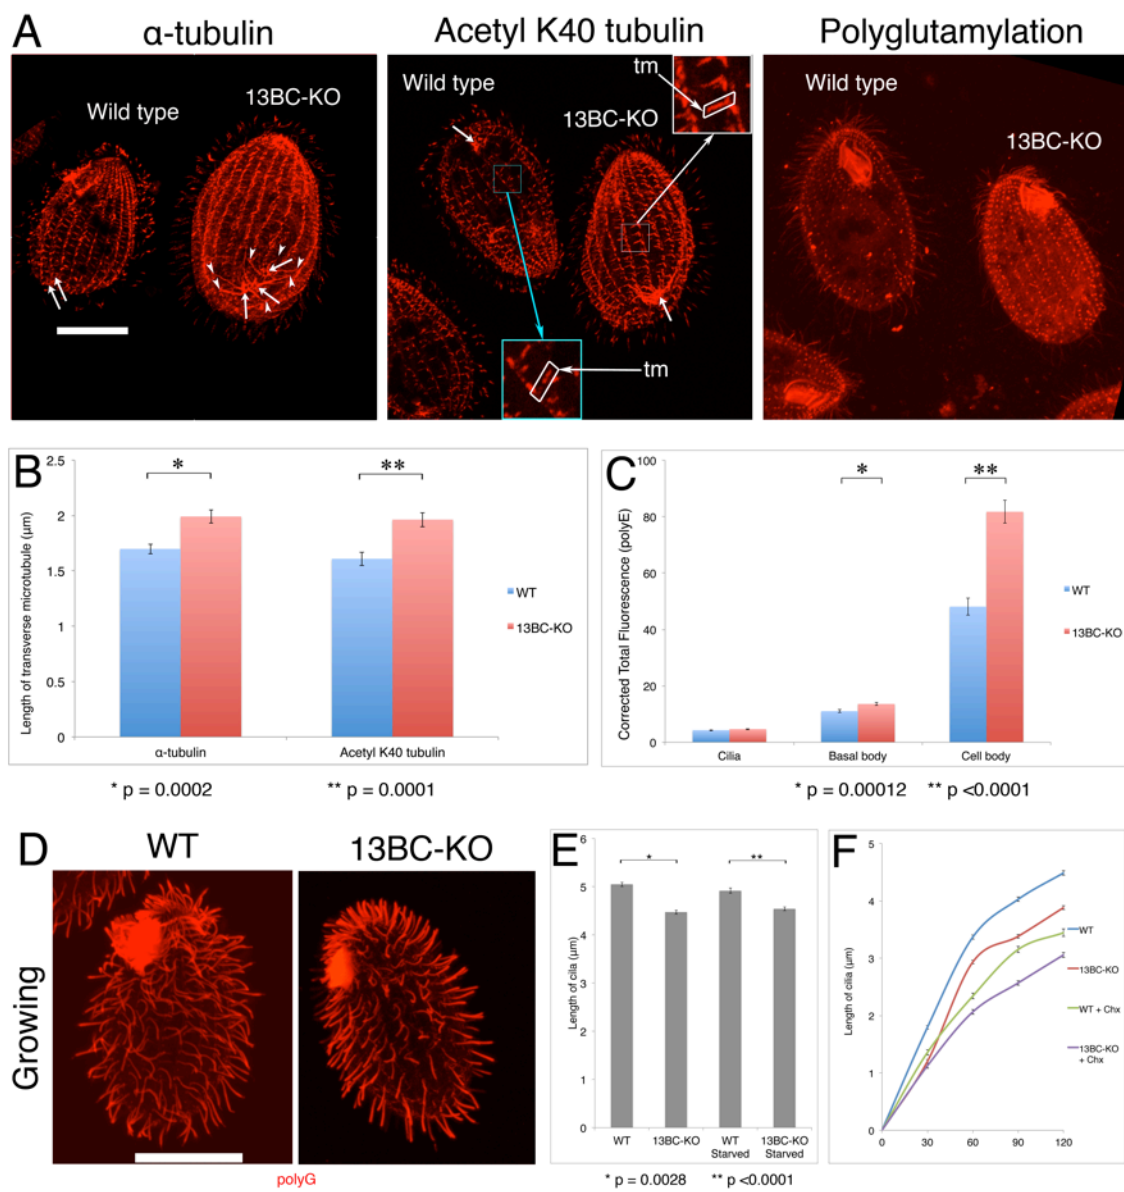 A
α-tubulin
Acetyl K40 tubulin
Polyglutamylation
Wild type
13BC-KO
Wild type
13BC-KO
tm
tm
Wild type
13BC-KO
B
Length of transverse microtubule (µm)
2.5
2
1.5
1
0.5
0
*
**
α-tubulin
Acetyl K40 tubulin
WT
13BC-KO
* p = 0.0002
** p = 0.0001
C
Corrected Total Fluorescence (polyE)
100
80
60
40
20
0
*
**
Cilia
Basal body
Cell body
WT
13BC-KO
* p = 0.00012
** p <0.0001
D
WT
13BC-KO
Growing
polyG
E
Length of cilia (µm)
6
5
4
3
2
1
0
*
**
WT
13BC-KO
WT Starved
13BC-KO Starved
* p = 0.0028
** p <0.0001
F
Length of cilia (µm)
5
4
3
2
1
0
0
30
60
90
120
WT
13BC-KO
WT + Chx
13BC-KO
+ Chx